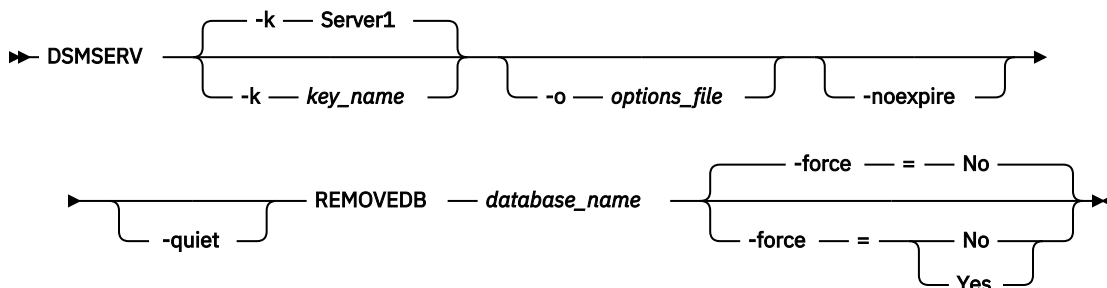 -k Server1
DSMSERV
-k key_name
-o options_file
-noexpire
-force = No
REMOVEDB database_name
-quiet
-force = No
Yes